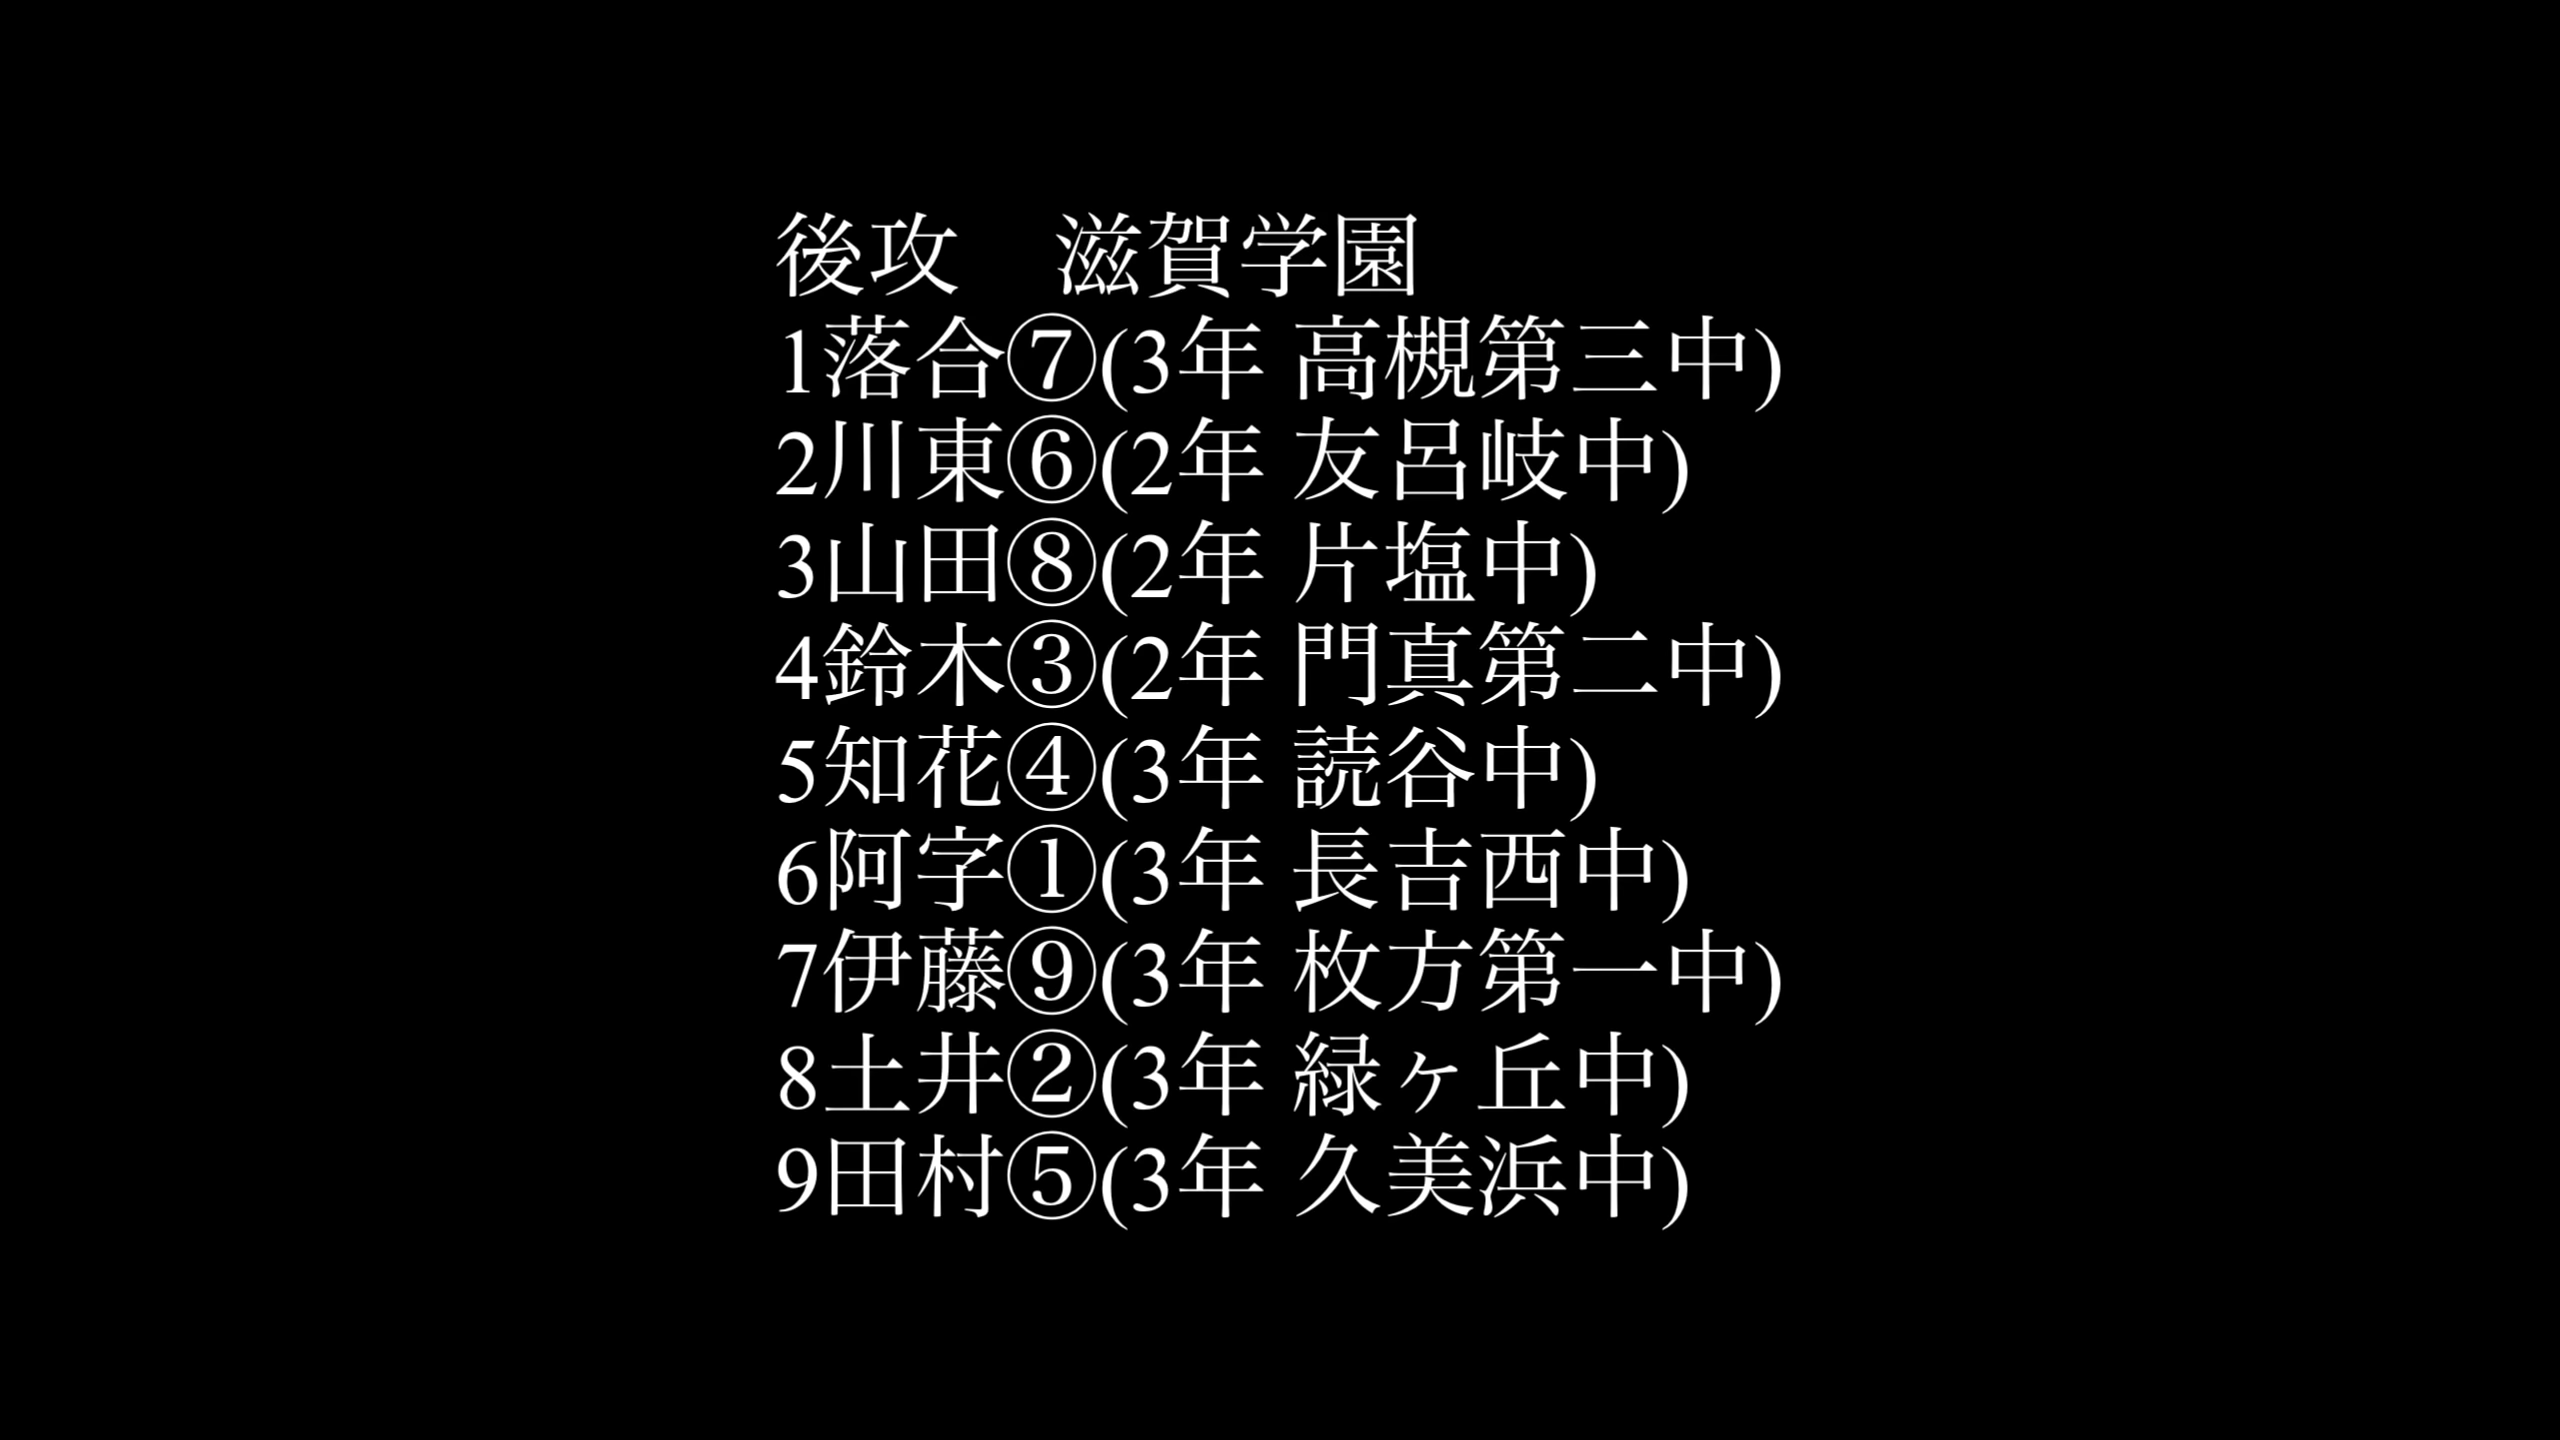 後攻　滋賀学園
1落合⑦(3年 高槻第三中)
2川東⑥(2年 友呂岐中)
3山田⑧(2年 片塩中)
4鈴木③(2年 門真第二中)
5知花④(3年 読谷中)
6阿字①(3年 長吉西中)
7伊藤⑨(3年 枚方第一中)
8土井②(3年 緑ヶ丘中)
9田村⑤(3年 久美浜中)